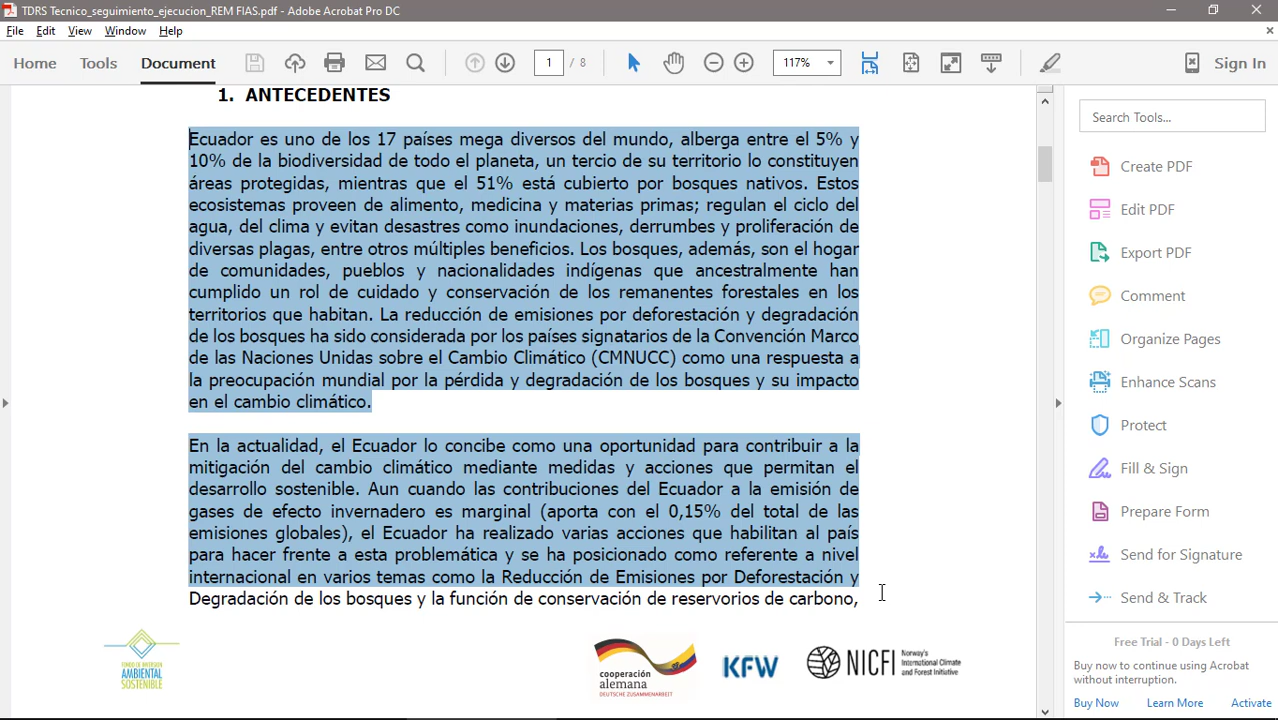 TDRS Tecnico_seguimiento_ejecucion_REM FIAS.pdf - Adobe Acrobat Pro DC
File Edit View Window Help
Home Tools Document 1 / 8 117% Sign In
1. ANTECEDENTES
Ecuador es uno de los 17 países mega diversos del mundo, alberga entre el 5% y
10% de la biodiversidad de todo el planeta, un tercio de su territorio lo constituyen
áreas protegidas, mientras que el 51% está cubierto por bosques nativos. Estos
ecosistemas proveen de alimento, medicina y materias primas; regulan el ciclo del
agua, del clima y evitan desastres como inundaciones, derrumbes y proliferación de
diversas plagas, entre otros múltiples beneficios. Los bosques, además, son el hogar
de comunidades, pueblos y nacionalidades indígenas que ancestralmente han
cumplido un rol de cuidado y conservación de los remanentes forestales en los
territorios que habitan. La reducción de emisiones por deforestación y degradación
de los bosques ha sido considerada por los países signatarios de la Convención Marco
de las Naciones Unidas sobre el Cambio Climático (CMNUCC) como una respuesta a
la preocupación mundial por la pérdida y degradación de los bosques y su impacto
en el cambio climático.
En la actualidad, el Ecuador lo concibe como una oportunidad para contribuir a la
mitigación del cambio climático mediante medidas y acciones que permitan el
desarrollo sostenible. Aun cuando las contribuciones del Ecuador a la emisión de
gases de efecto invernadero es marginal (aporta con el 0,15% del total de las
emisiones globales), el Ecuador ha realizado varias acciones que habilitan al país
para hacer frente a esta problemática y se ha posicionado como referente a nivel
internacional en varios temas como la Reducción de Emisiones por Deforestación y
Degradación de los bosques y la función de conservación de reservorios de carbono,
FONDO DE INVERSIÓN
AMBIENTAL
SOSTENIBLE
cooperación
alemana
DEUTSCHE ZUSAMMENARBEIT
KFW
NICFI
Norway's
International Climate
and Forest Initiative
Search Tools...
Create PDF
Edit PDF
Export PDF
Comment
Organize Pages
Enhance Scans
Protect
Fill & Sign
Prepare Form
Send for Signature
Send & Track
Free Trial - 0 Days Left
Buy now to continue using Acrobat
without interruption.
Buy Now Learn More Activate